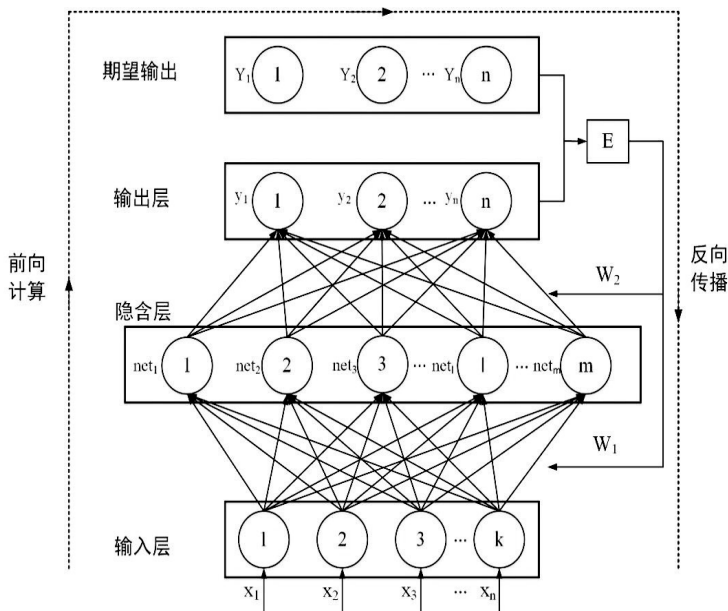 期望输出
Y₁ 1 Y₂ 2 ··· Yₙ n
E
输出层
y₁ 1 y₂ 2 ··· yₙ n
前向
计算
反向
传播
W₂
隐含层
net₁ 1 net₂ 2 net₃ 3 ··· netₗ l ··· netₘ m
W₁
输入层
1 2 3 ··· k
x₁ x₂ x₃ ··· xₙ